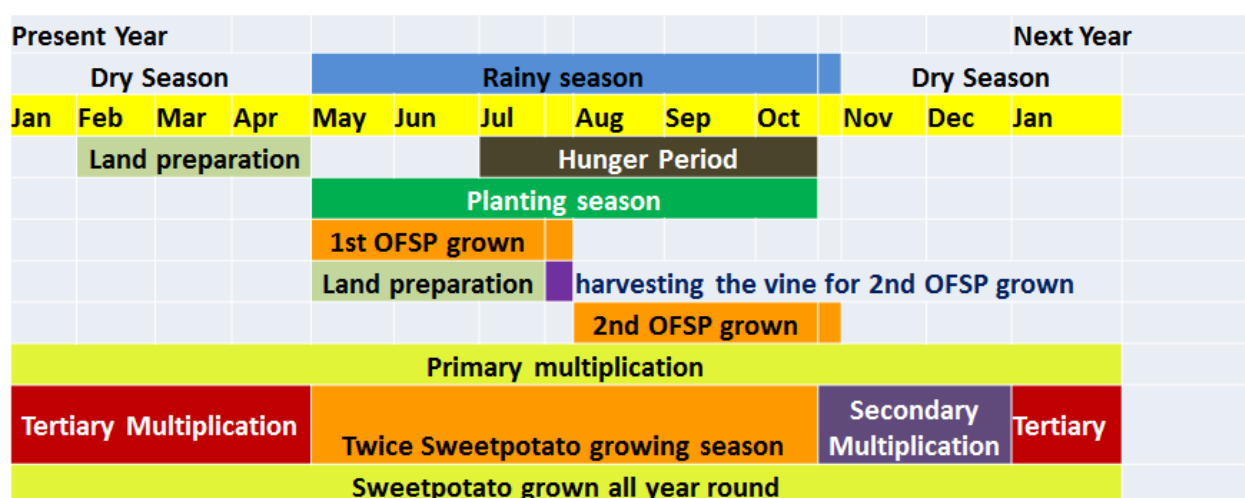 Present Year Next Year
Dry Season Rainy season Dry Season
Jan Feb Mar Apr May Jun Jul Aug Sep Oct Nov Dec Jan
Land preparation Hunger Period
Planting season
1st OFSP grown
Land preparation harvesting the vine for 2nd OFSP grown
2nd OFSP grown
Primary multiplication
Tertiary Multiplication Twice Sweetpotato growing season Secondary Multiplication Tertiary
Sweetpotato grown all year round